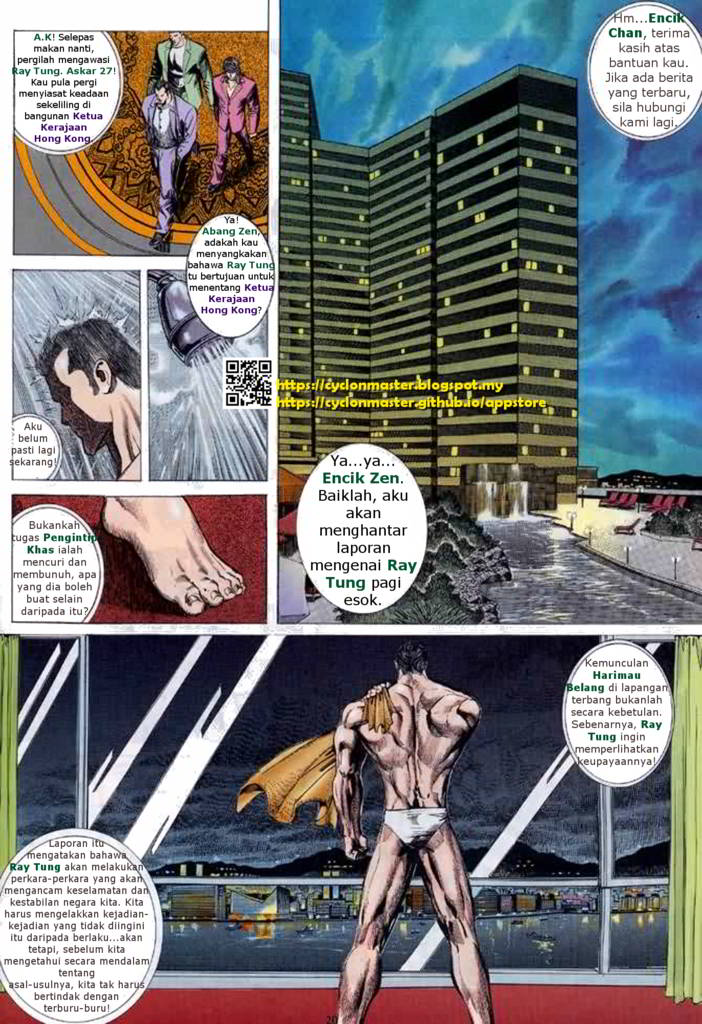 A.K! Selepas
makan nanti,
pergilah mengawasi
Ray Tung. Askar 27!
Kau pula pergi
menyiasat keadaan
sekeliling di
bangunan Ketua
Kerajaan
Hong Kong.
Ya!
Abang Zen,
adakah kau
menyangkakan
bahawa Ray Tung
tu bertujuan untuk
menentang Ketua
Kerajaan
Hong Kong?
Hm...Encik
Chan, terima
kasih atas
bantuan kau.
Jika ada berita
yang terbaru,
sila hubungi
kami lagi.
https://cyclonmaster.blogspot.my
https://cyclonmaster.github.io/appstore
Aku
belum
pasti lagi
sekarang!
Ya...ya...
Encik Zen.
Baiklah, aku
akan
menghantar
laporan
mengenai Ray
Tung pagi
esok.
Bukankah
tugas Pengintip
Khas ialah
mencuri dan
membunuh, apa
yang dia boleh
buat selain
daripada itu?
Kemunculan
Harimau
Belang di lapangan
terbang bukanlah
secara kebetulan.
Sebenarnya, Ray
Tung ingin
memperlihatkan
keupayaannya!
Laporan itu
mengatakan bahawa
Ray Tung akan melakukan
perkara-perkara yang akan
mengancam keselamatan dan
kestabilan negara kita. Kita
harus mengelakkan kejadian-
kejadian yang tidak diingini
itu daripada berlaku...akan
tetapi, sebelum kita
mengetahui secara mendalam
tentang
asal-usulnya, kita tak harus
bertindak dengan
terburu-buru!
20